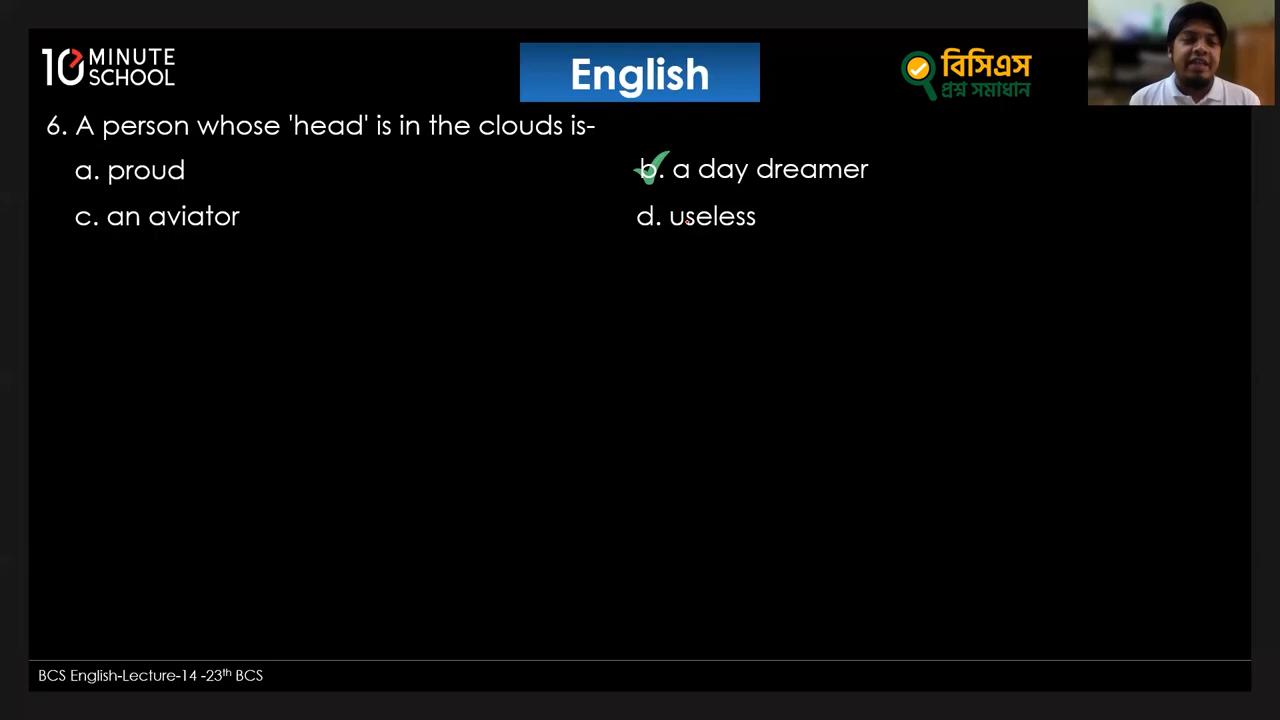 10 MINUTE SCHOOL
English
বিসিএস
প্রশ্ন সমাধান
6. A person whose 'head' is in the clouds is-
a. proud
b. a day dreamer
c. an aviator
d. useless
BCS English-Lecture-14 -23th BCS